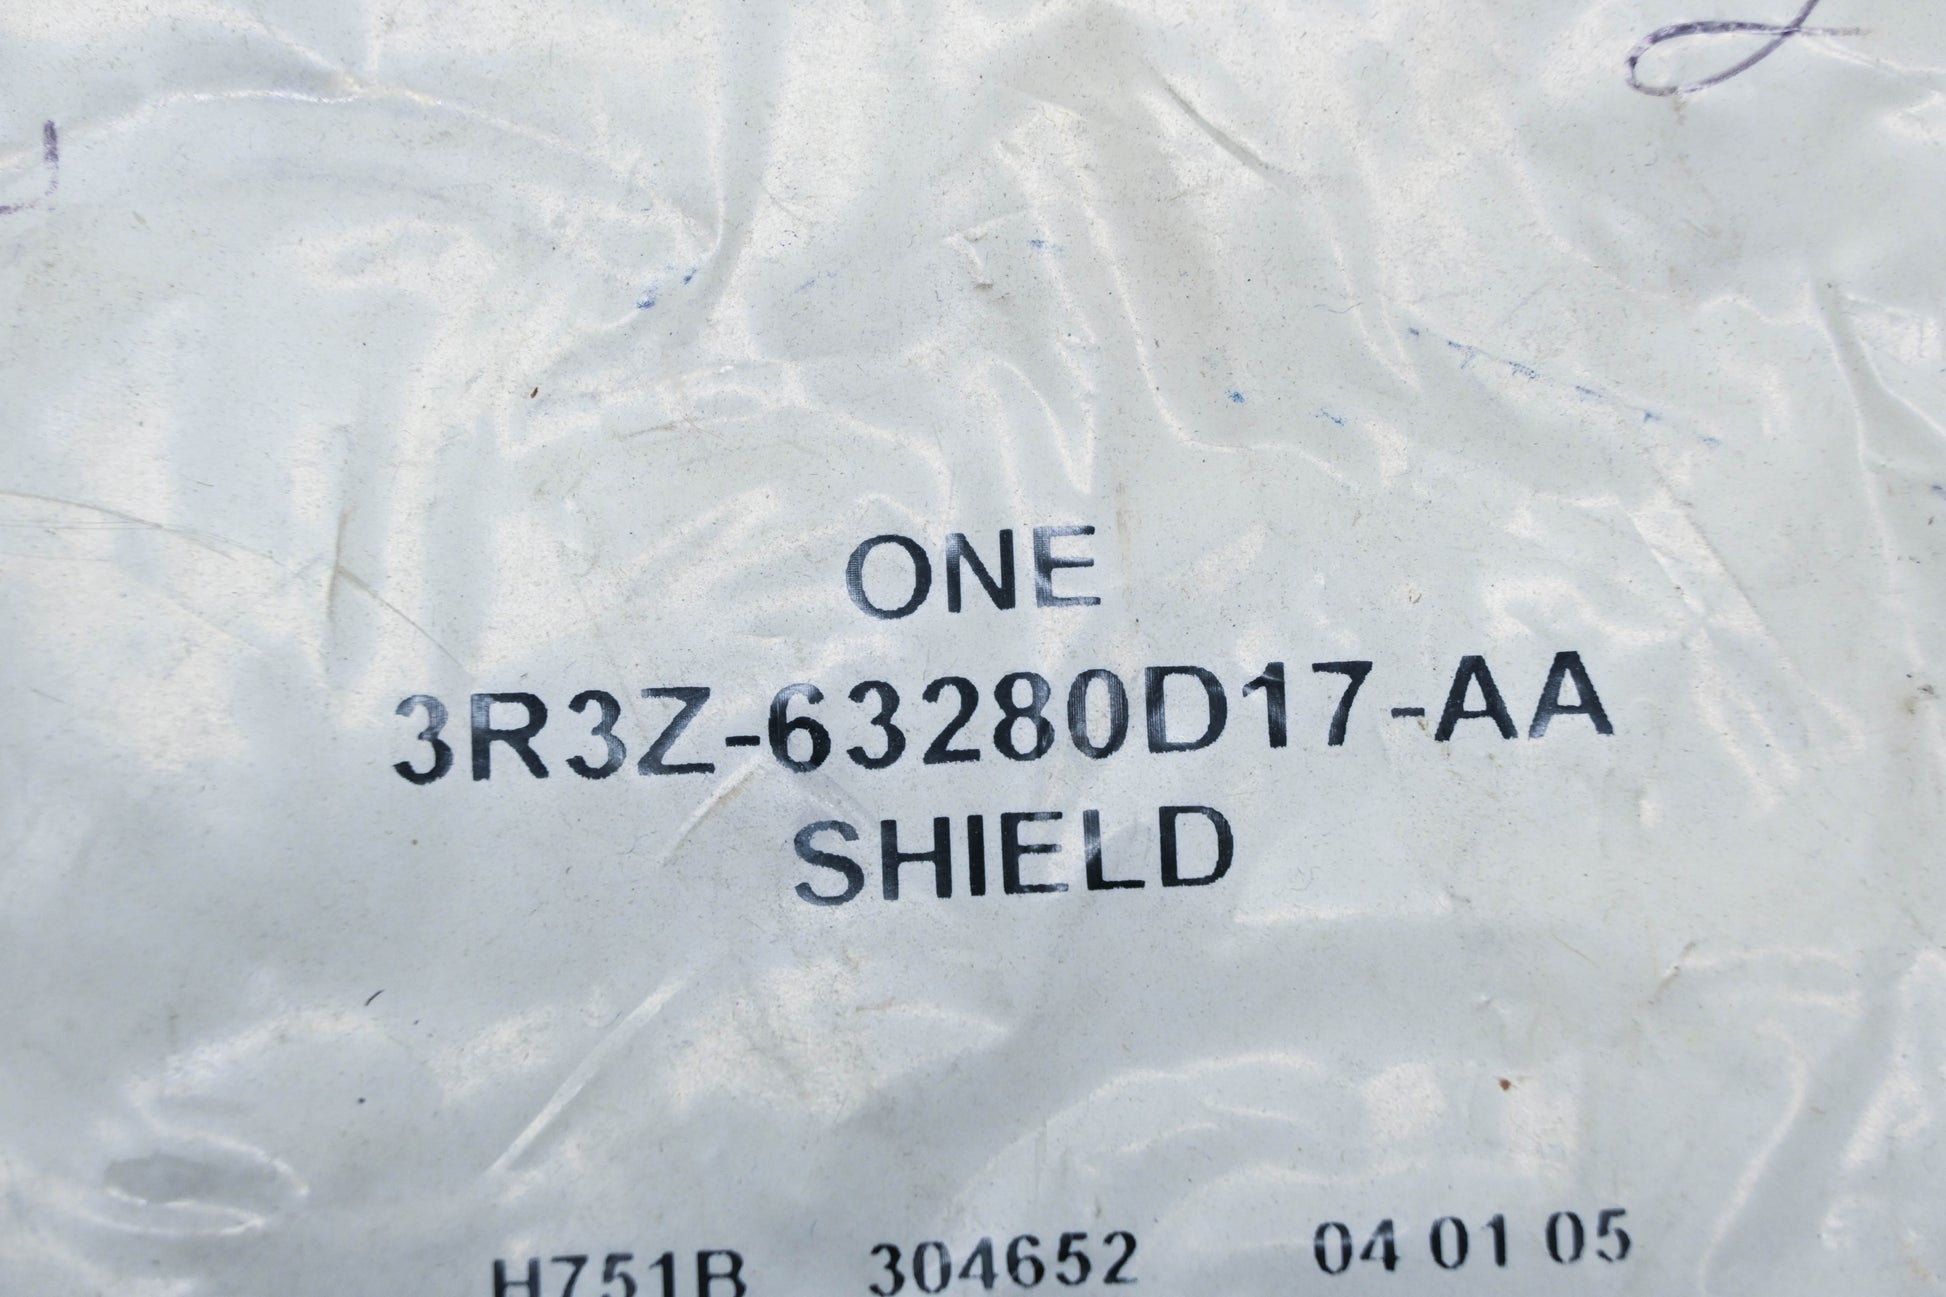 ONE
3R3Z-63280D17-AA
SHIELD
H751B 304652 04 01 05